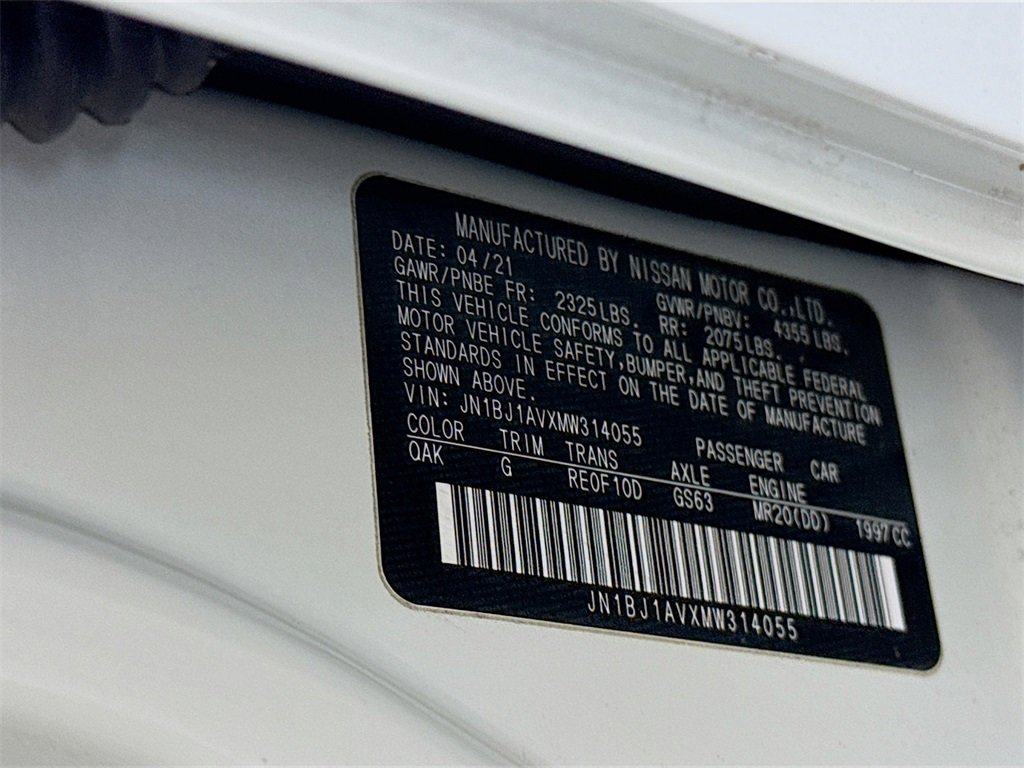 MANUFACTURED BY NISSAN MOTOR CO.,LTD.
DATE: 04/21 GVWR/PNBV: 4355LBS.
GAWR/PNBE FR: 2325LBS. RR: 2075LBS.
THIS VEHICLE CONFORMS TO ALL APPLICABLE FEDERAL
MOTOR VEHICLE SAFETY,BUMPER,AND THEFT PREVENTION
STANDARDS IN EFFECT ON THE DATE OF MANUFACTURE
SHOWN ABOVE.
VIN: JN1BJ1AVXMW314055 PASSENGER CAR
COLOR TRIM TRANS AXLE ENGINE
QAK G RE0F10D GS63 MR20(DD) 1997CC
JN1BJ1AVXMW314055